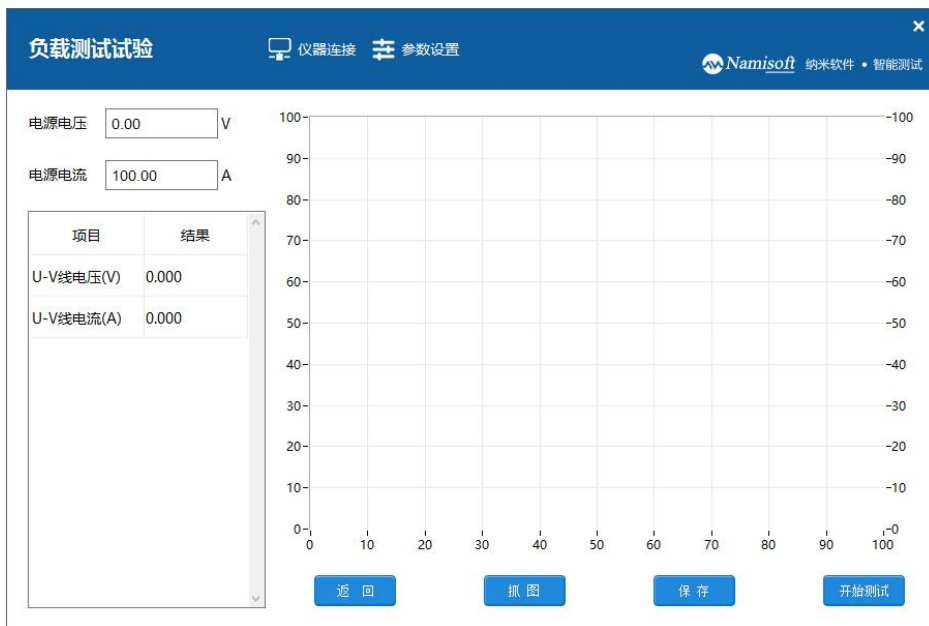 负载测试试验
仪器连接 参数设置
Namisoft 纳米软件 • 智能测试
电源电压 0.00 V
电源电流 100.00 A
项目 结果
U-V线电压(V) 0.000
U-V线电流(A) 0.000
100 100
90 90
80 80
70 70
60 60
50 50
40 40
30 30
20 20
10 10
0 0
0 10 20 30 40 50 60 70 80 90 100
返 回 抓 图 保 存 开始测试